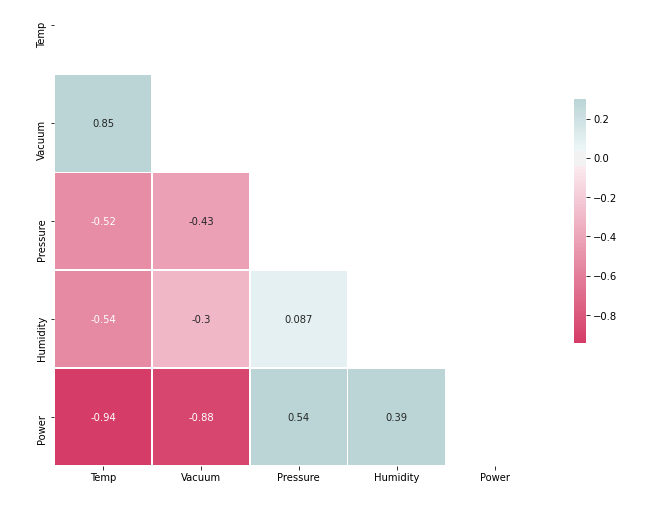 Temp
Vacuum
0.85
Pressure
-0.52
-0.43
Humidity
-0.54
-0.3
0.087
Power
-0.94
-0.88
0.54
0.39
Temp
Vacuum
Pressure
Humidity
Power
0.2
0.0
−0.2
−0.4
−0.6
−0.8